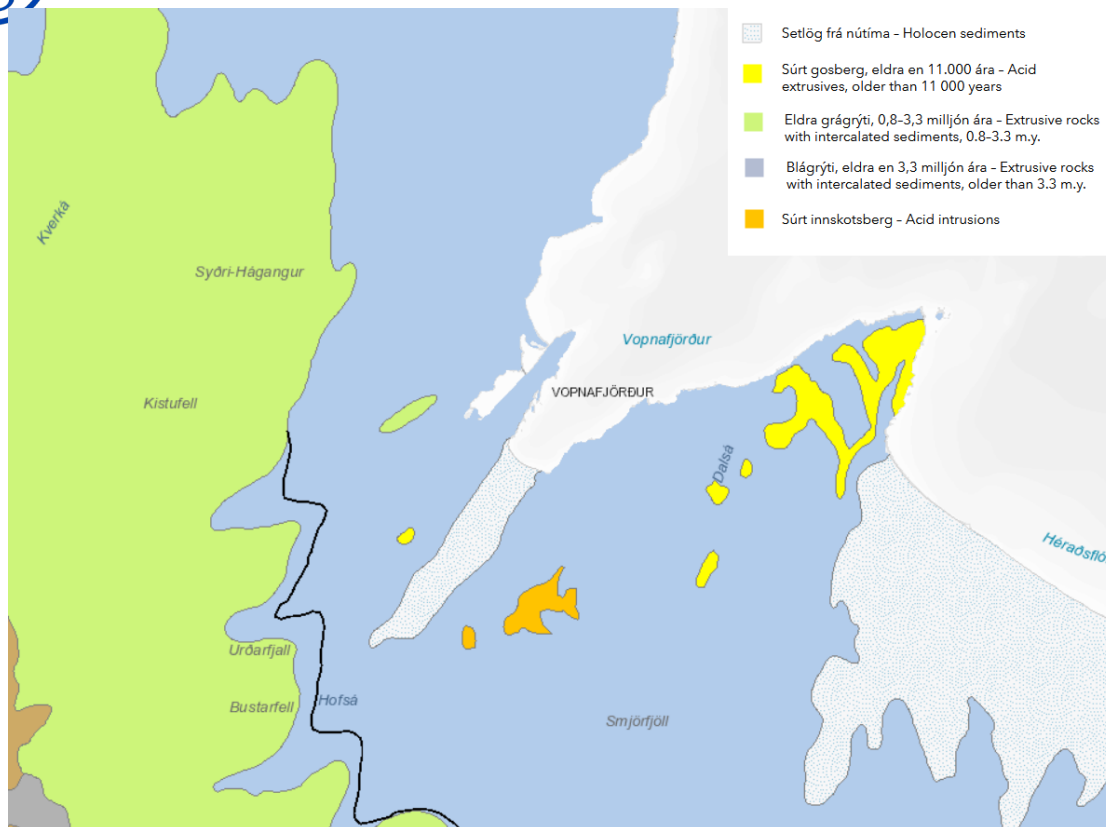 Setlög frá nútíma – Holocen sediments
Súrt gosberg, eldra en 11.000 ára – Acid
extrusives, older than 11 000 years
Eldra grágrýti, 0,8–3,3 milljón ára – Extrusive rocks
with intercalated sediments, 0.8–3.3 m.y.
Blágrýti, eldra en 3,3 milljón ára – Extrusive rocks
with intercalated sediments, older than 3.3 m.y.
Súrt innskotsberg – Acid intrusions
Kverká
Syðri-Hágangur
Vopnafjörður
VOPNAFJÖRÐUR
Kistufell
Dalsá
Héraðsfló
Urðarfjall
Bustarfell
Hofsá
Smjörfjöll